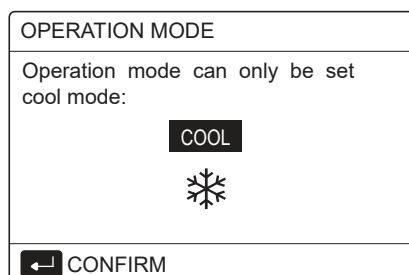 OPERATION MODE
Operation mode can only be set
cool mode:
COOL
CONFIRM